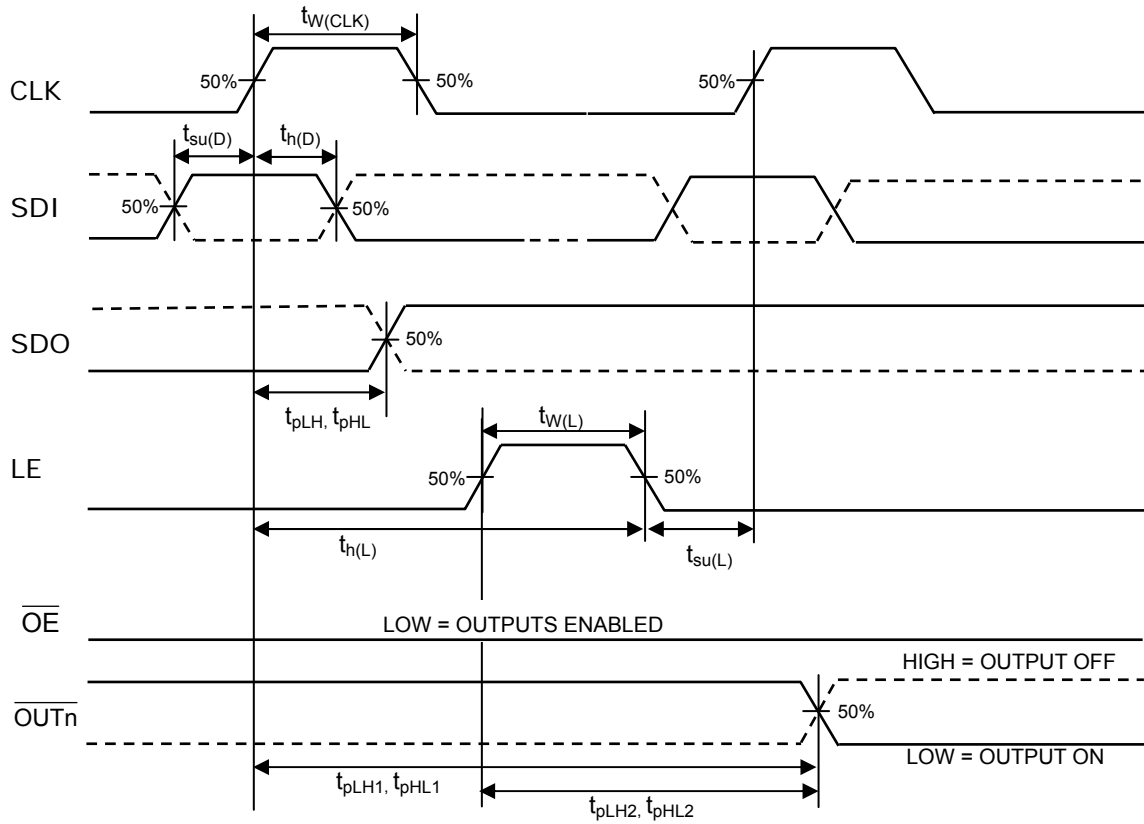 tW(CLK)
50%
50%
50%
CLK
tsu(D)
th(D)
50%
50%
SDI
SDO
50%
tpLH, tpHL
tW(L)
LE
50%
50%
th(L)
tsu(L)
OE
LOW = OUTPUTS ENABLED
HIGH = OUTPUT OFF
OUTn
50%
LOW = OUTPUT ON
tpLH1, tpHL1
tpLH2, tpHL2